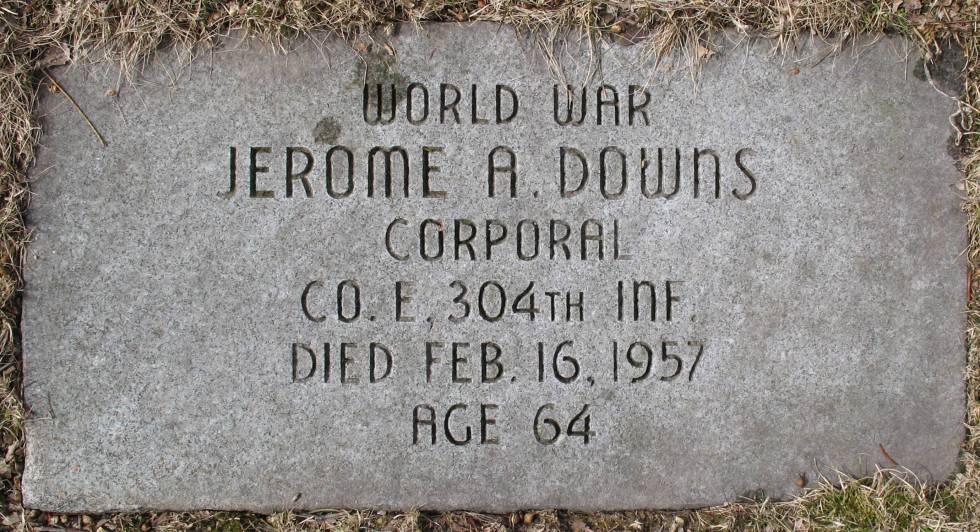 WORLD WAR
JEROME A. DOWNS
CORPORAL
CO. E, 304TH INF.
DIED FEB. 16, 1957
AGE 64